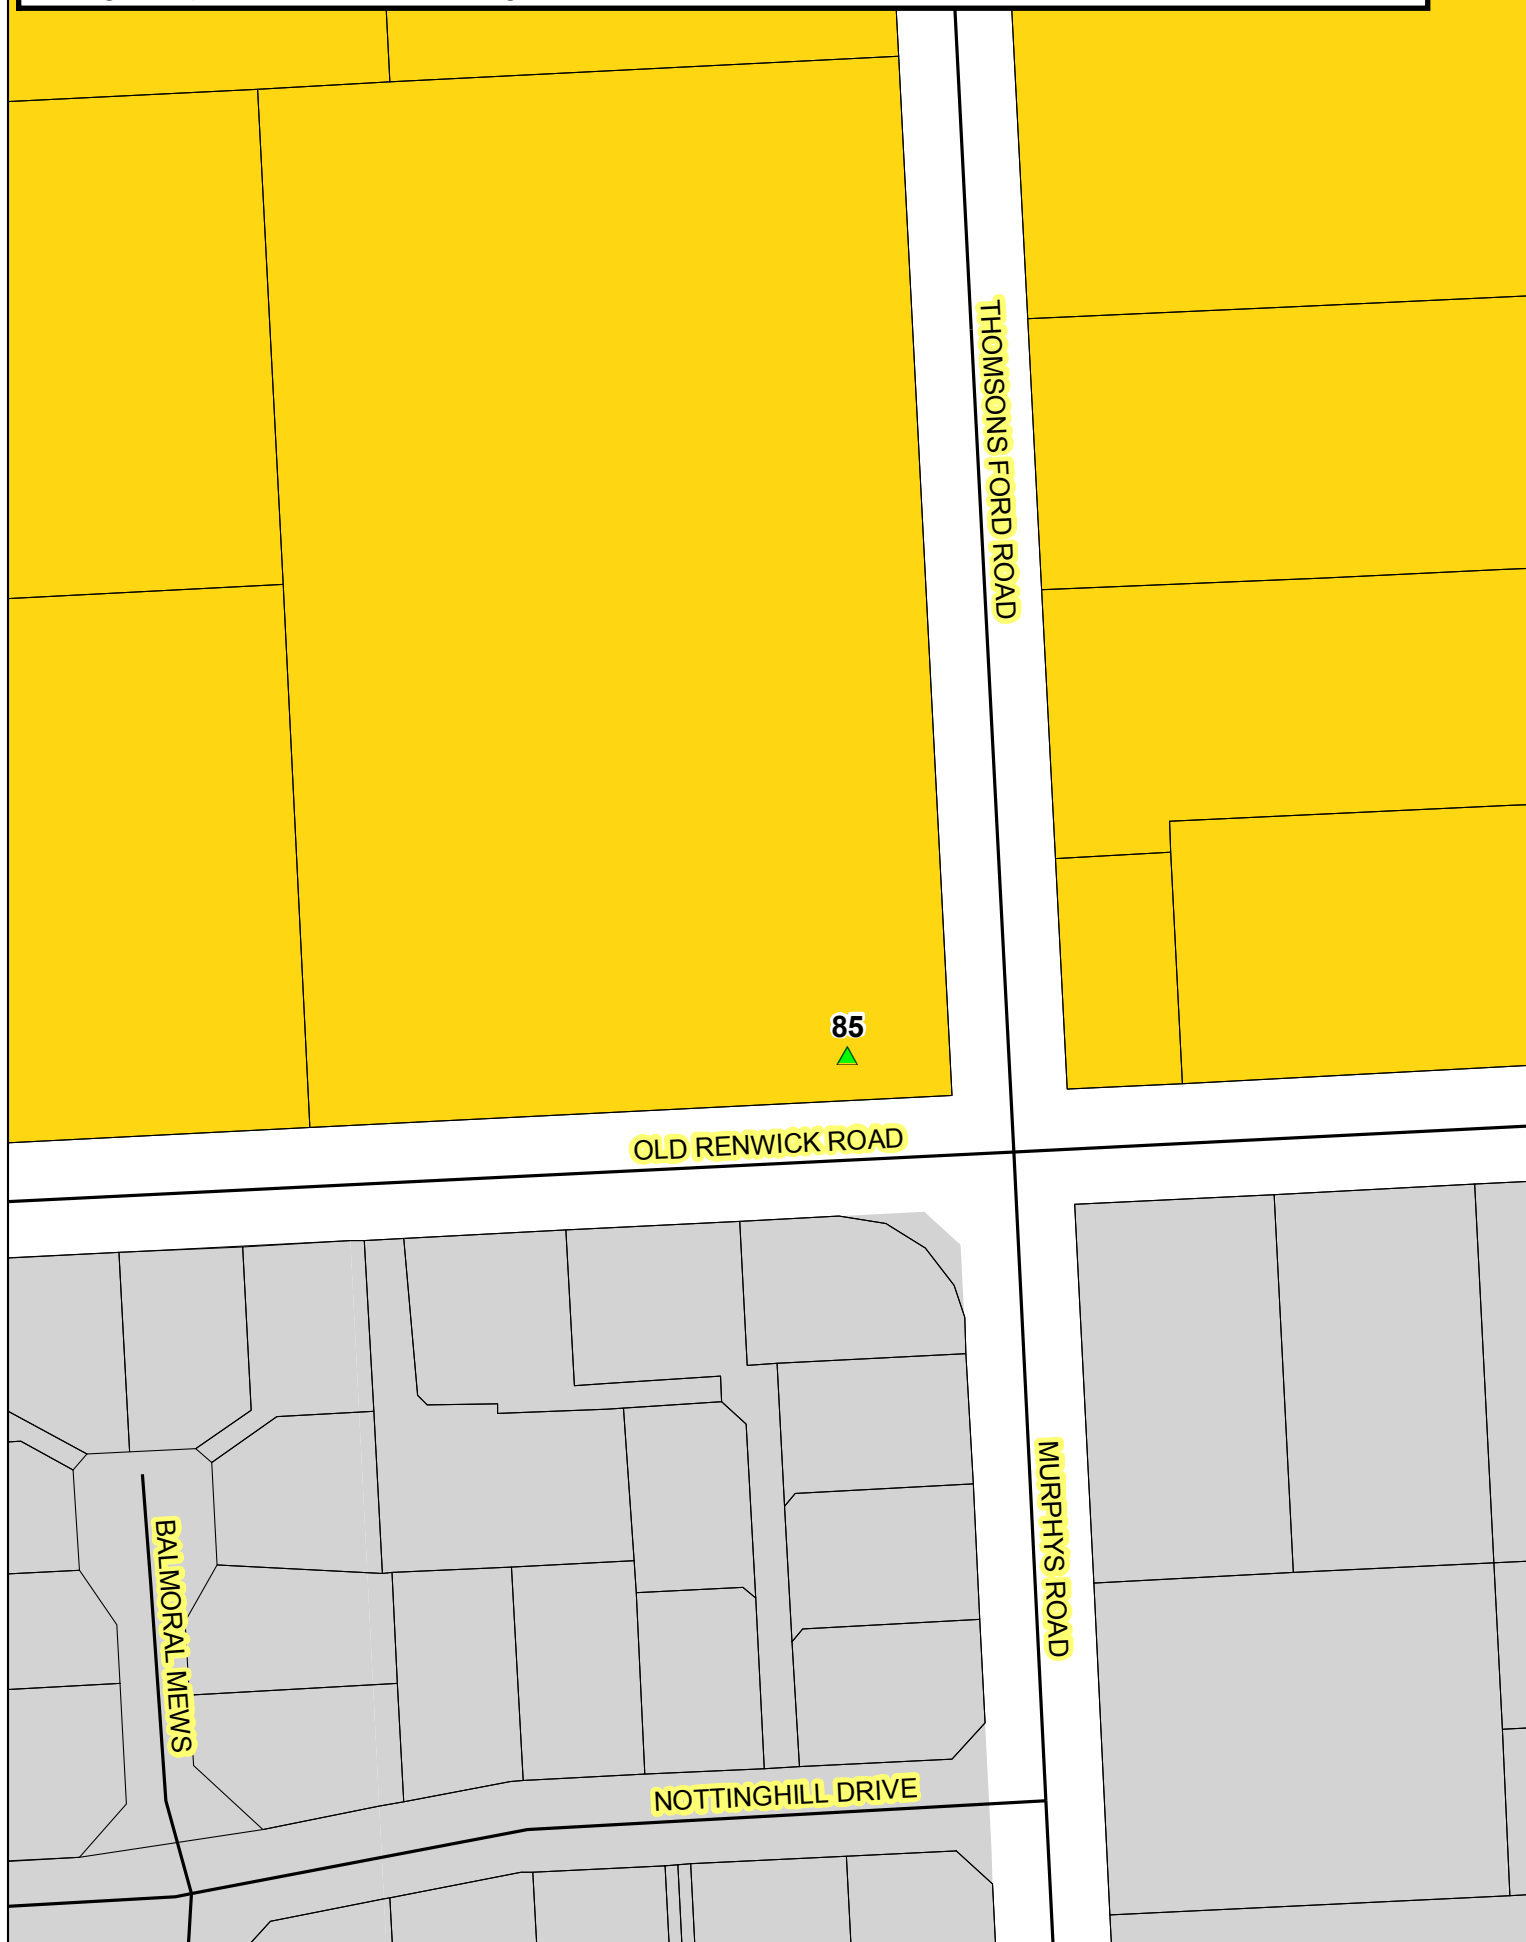 THOMSONS FORD ROAD
85
OLD RENWICK ROAD
MURPHYS ROAD
BALMORAL MEWS
NOTTINGHILL DRIVE